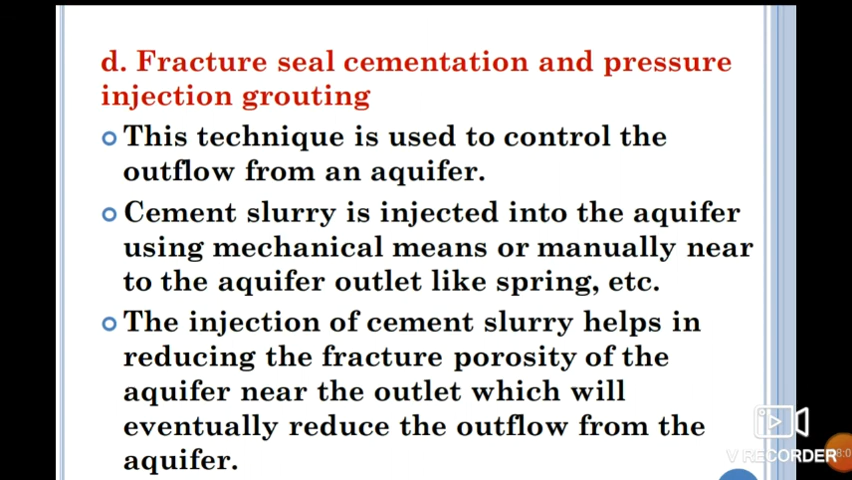 d. Fracture seal cementation and pressure
injection grouting
This technique is used to control the
outflow from an aquifer.
Cement slurry is injected into the aquifer
using mechanical means or manually near
to the aquifer outlet like spring, etc.
The injection of cement slurry helps in
reducing the fracture porosity of the
aquifer near the outlet which will
eventually reduce the outflow from the
aquifer.
V RECORDER